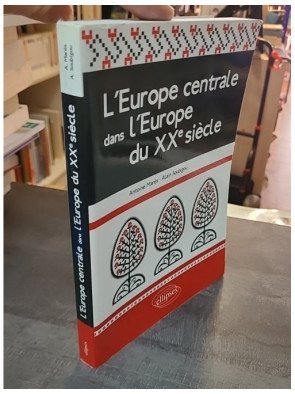 L'Europe centrale
dans l'Europe
du XXe siècle
Antoine Marès · Alain Soubigou
ellipses
A. Marès
A. Soubigou
L'Europe centrale dans l'Europe du XXe siècle
ellipses